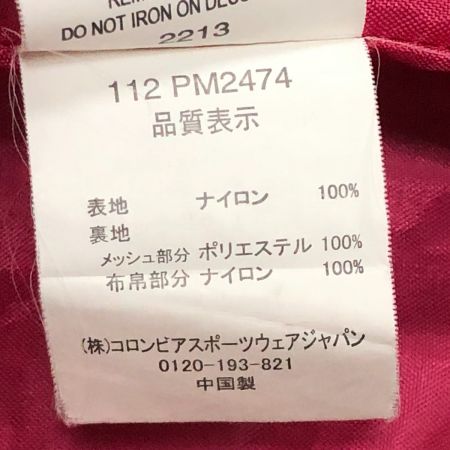 DO NOT IRON ON
2213
112 PM2474
品質表示
表地 ナイロン 100%
裏地
メッシュ部分 ポリエステル 100%
布帛部分 ナイロン 100%
(株)コロンビアスポーツウェアジャパン
0120-193-821
中国製